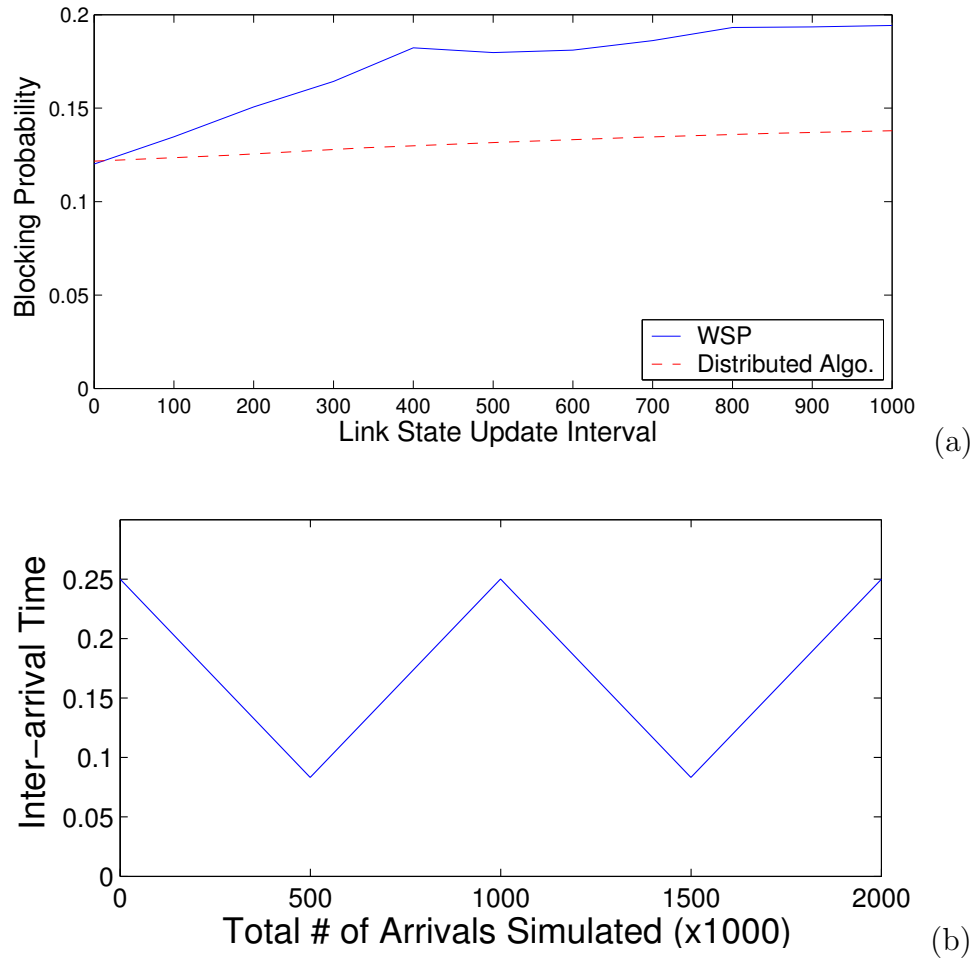 0.2
0.15
0.1
0.05
0
Blocking Probability
WSP
Distributed Algo.
0 100 200 300 400 500 600 700 800 900 1000
Link State Update Interval
(a)
0.25
0.2
0.15
0.1
0.05
0
Inter-arrival Time
0 500 1000 1500 2000
Total # of Arrivals Simulated (x1000)
(b)